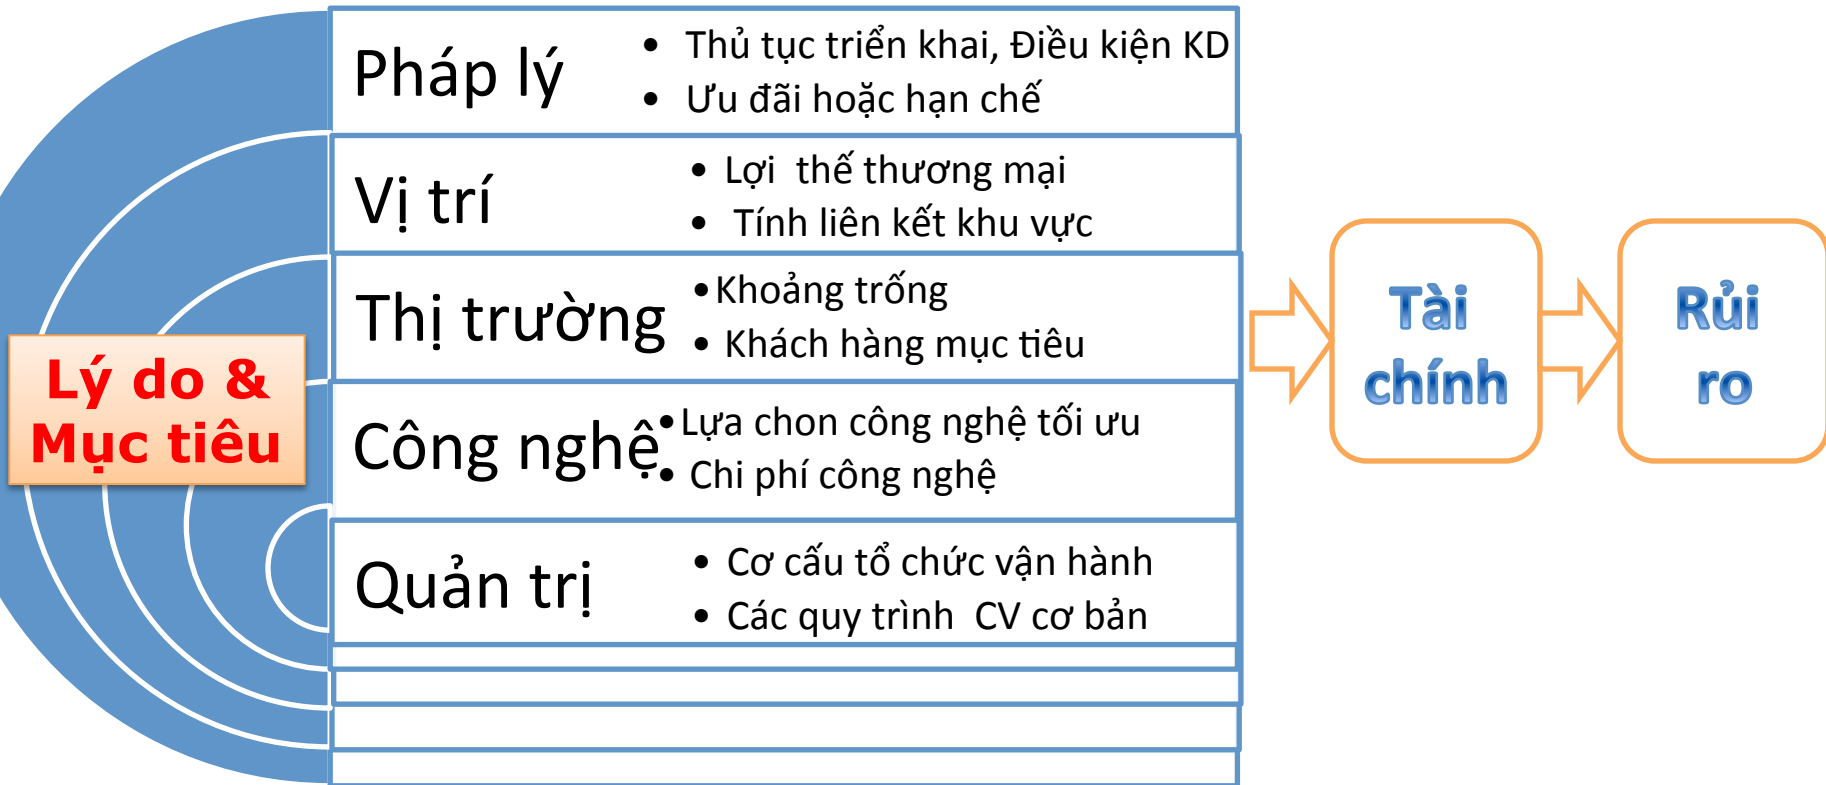 Pháp lý
• Thủ tục triển khai, Điều kiện KD
• Ưu đãi hoặc hạn chế
Vị trí
• Lợi thế thương mại
• Tính liên kết khu vực
Thị trường
• Khoảng trống
• Khách hàng mục tiêu
Công nghệ
• Lựa chon công nghệ tối ưu
• Chi phí công nghệ
Quản trị
• Cơ cấu tổ chức vận hành
• Các quy trình CV cơ bản
Lý do &
Mục tiêu
Tài
chính
Rủi
ro